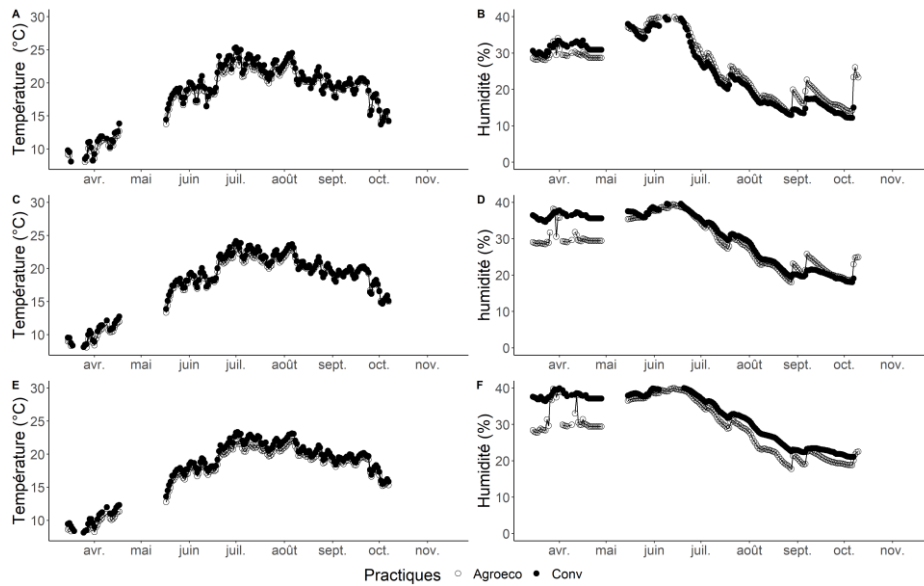 A
Température (°C)
30
25
20
15
10
avr. mai juin juil. août sept. oct. nov.
B
Humidité (%)
40
30
20
10
0
avr. mai juin juil. août sept. oct. nov.
C
Température (°C)
30
25
20
15
10
avr. mai juin juil. août sept. oct. nov.
D
humidité (%)
40
30
20
10
0
avr. mai juin juil. août sept. oct. nov.
E
Température (°C)
30
25
20
15
10
avr. mai juin juil. août sept. oct. nov.
F
Humidité (%)
40
30
20
10
0
avr. mai juin juil. août sept. oct. nov.
Practiques Agroeco Conv